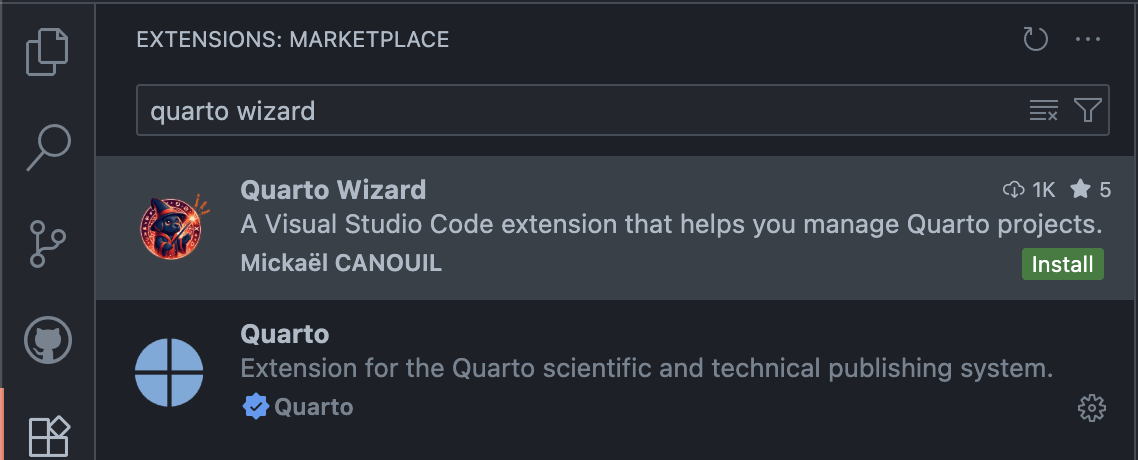 EXTENSIONS: MARKETPLACE
quarto wizard
Quarto Wizard 1K 5
A Visual Studio Code extension that helps you manage Quarto projects.
Mickaël CANOUIL Install
Quarto
Extension for the Quarto scientific and technical publishing system.
Quarto